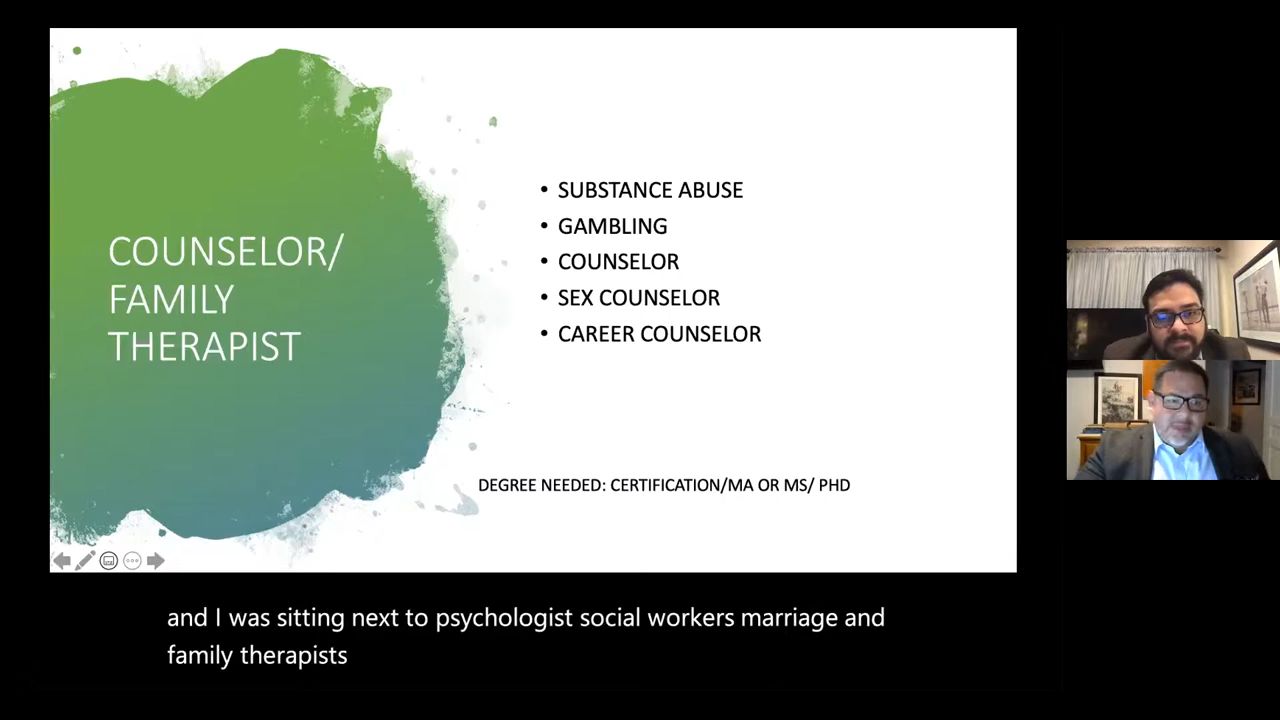 COUNSELOR/
FAMILY
THERAPIST
• SUBSTANCE ABUSE
• GAMBLING
• COUNSELOR
• SEX COUNSELOR
• CAREER COUNSELOR
DEGREE NEEDED: CERTIFICATION/MA OR MS/ PHD
and I was sitting next to psychologist social workers marriage and
family therapists